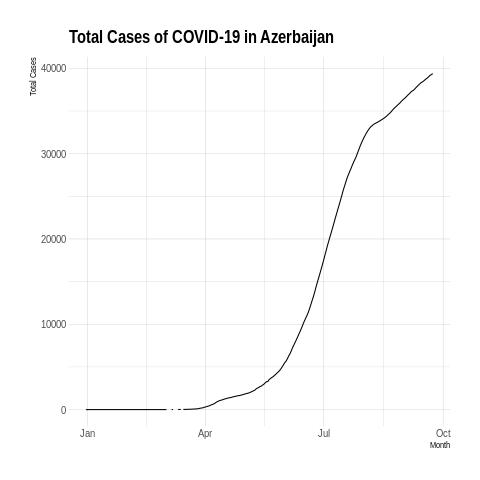 Total Cases of COVID-19 in Azerbaijan
Total Cases
40000
30000
20000
10000
0
Jan Apr Jul Oct
Month